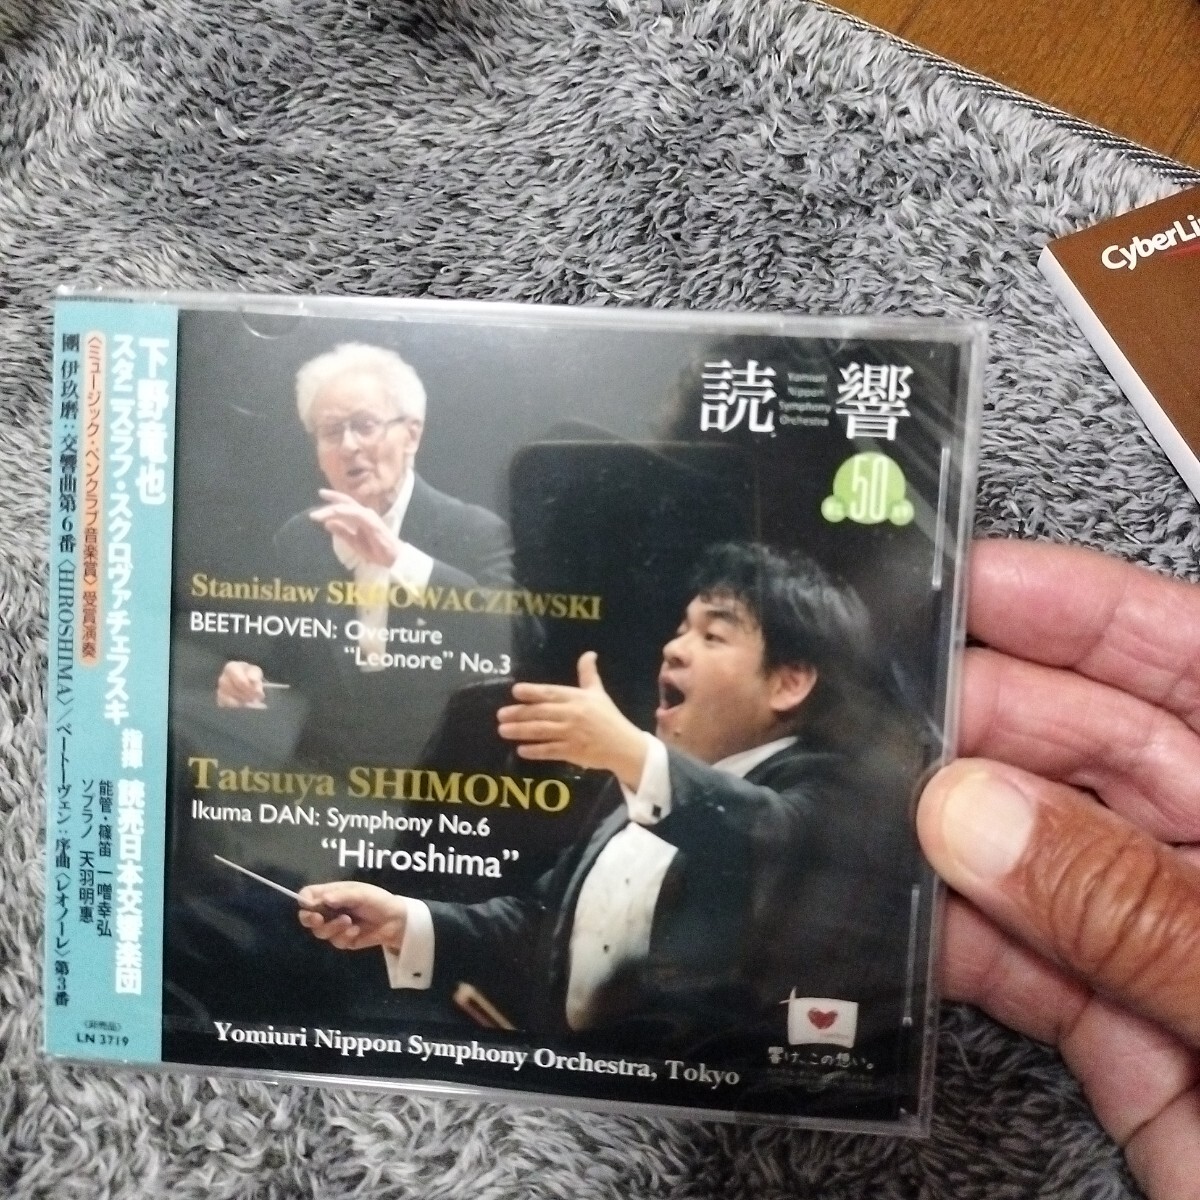 下野竜也
スタニスラフ・スクロヴァチェフスキ 指揮 読売日本交響楽団
〈ミュージック・ペンクラブ音楽賞〉受賞演奏
能管・篠笛 一噌幸弘
ソプラノ 天羽明惠
團 伊玖磨:交響曲第6番〈HIROSHIMA〉/ベートーヴェン:序曲〈レオノーレ〉第3番
〈非売品〉
LN 3719
読響
Yomiuri
Nippon
Symphony
Orchestra
50
Stanislaw SKROWACZEWSKI
BEETHOVEN: Overture
“Leonore” No.3
Tatsuya SHIMONO
Ikuma DAN: Symphony No.6
“Hiroshima”
Yomiuri Nippon Symphony Orchestra, Tokyo
響け、この想い。
CyberLi